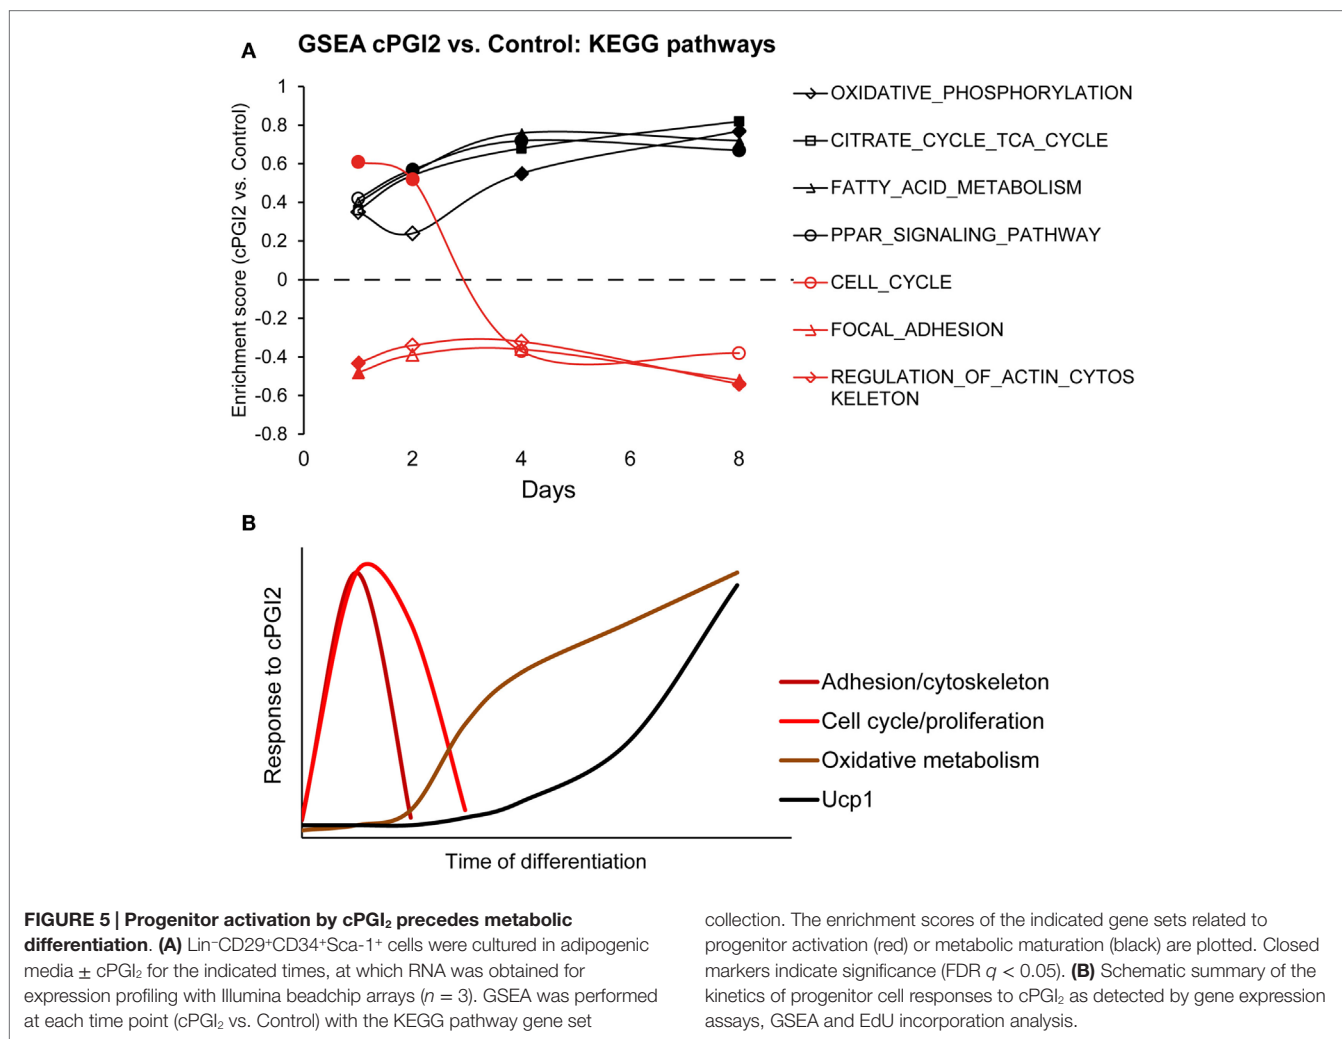 A GSEA cPGI2 vs. Control: KEGG pathways
Enrichment score (cPGI2 vs. Control)
1
0.8
0.6
0.4
0.2
0
-0.2
-0.4
-0.6
-0.8
0 2 4 6 8
Days
OXIDATIVE_PHOSPHORYLATION
CITRATE_CYCLE_TCA_CYCLE
FATTY_ACID_METABOLISM
PPAR_SIGNALING_PATHWAY
CELL_CYCLE
FOCAL_ADHESION
REGULATION_OF_ACTIN_CYTOS
KELETON
B
Response to cPGI2
Time of differentiation
Adhesion/cytoskeleton
Cell cycle/proliferation
Oxidative metabolism
Ucp1
FIGURE 5 | Progenitor activation by cPGI₂ precedes metabolic
differentiation. (A) Lin⁻CD29⁺CD34⁺Sca-1⁺ cells were cultured in adipogenic
media ± cPGI₂ for the indicated times, at which RNA was obtained for
expression profiling with Illumina beadchip arrays (n = 3). GSEA was performed
at each time point (cPGI₂ vs. Control) with the KEGG pathway gene set
collection. The enrichment scores of the indicated gene sets related to
progenitor activation (red) or metabolic maturation (black) are plotted. Closed
markers indicate significance (FDR q < 0.05). (B) Schematic summary of the
kinetics of progenitor cell responses to cPGI₂ as detected by gene expression
assays, GSEA and EdU incorporation analysis.